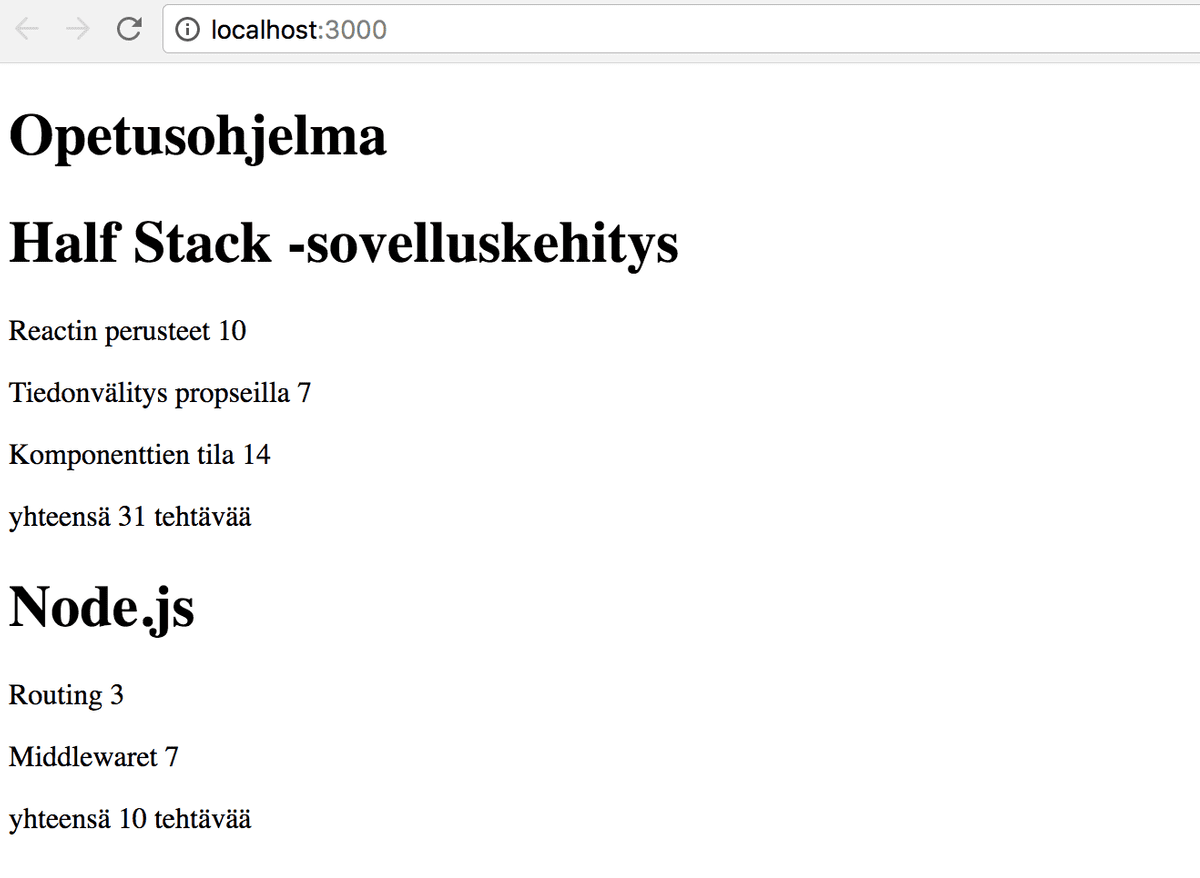 localhost:3000
Opetusohjelma
Half Stack -sovelluskehitys
Reactin perusteet 10
Tiedonvälitys propseilla 7
Komponenttien tila 14
yhteensä 31 tehtävää
Node.js
Routing 3
Middlewaret 7
yhteensä 10 tehtävää